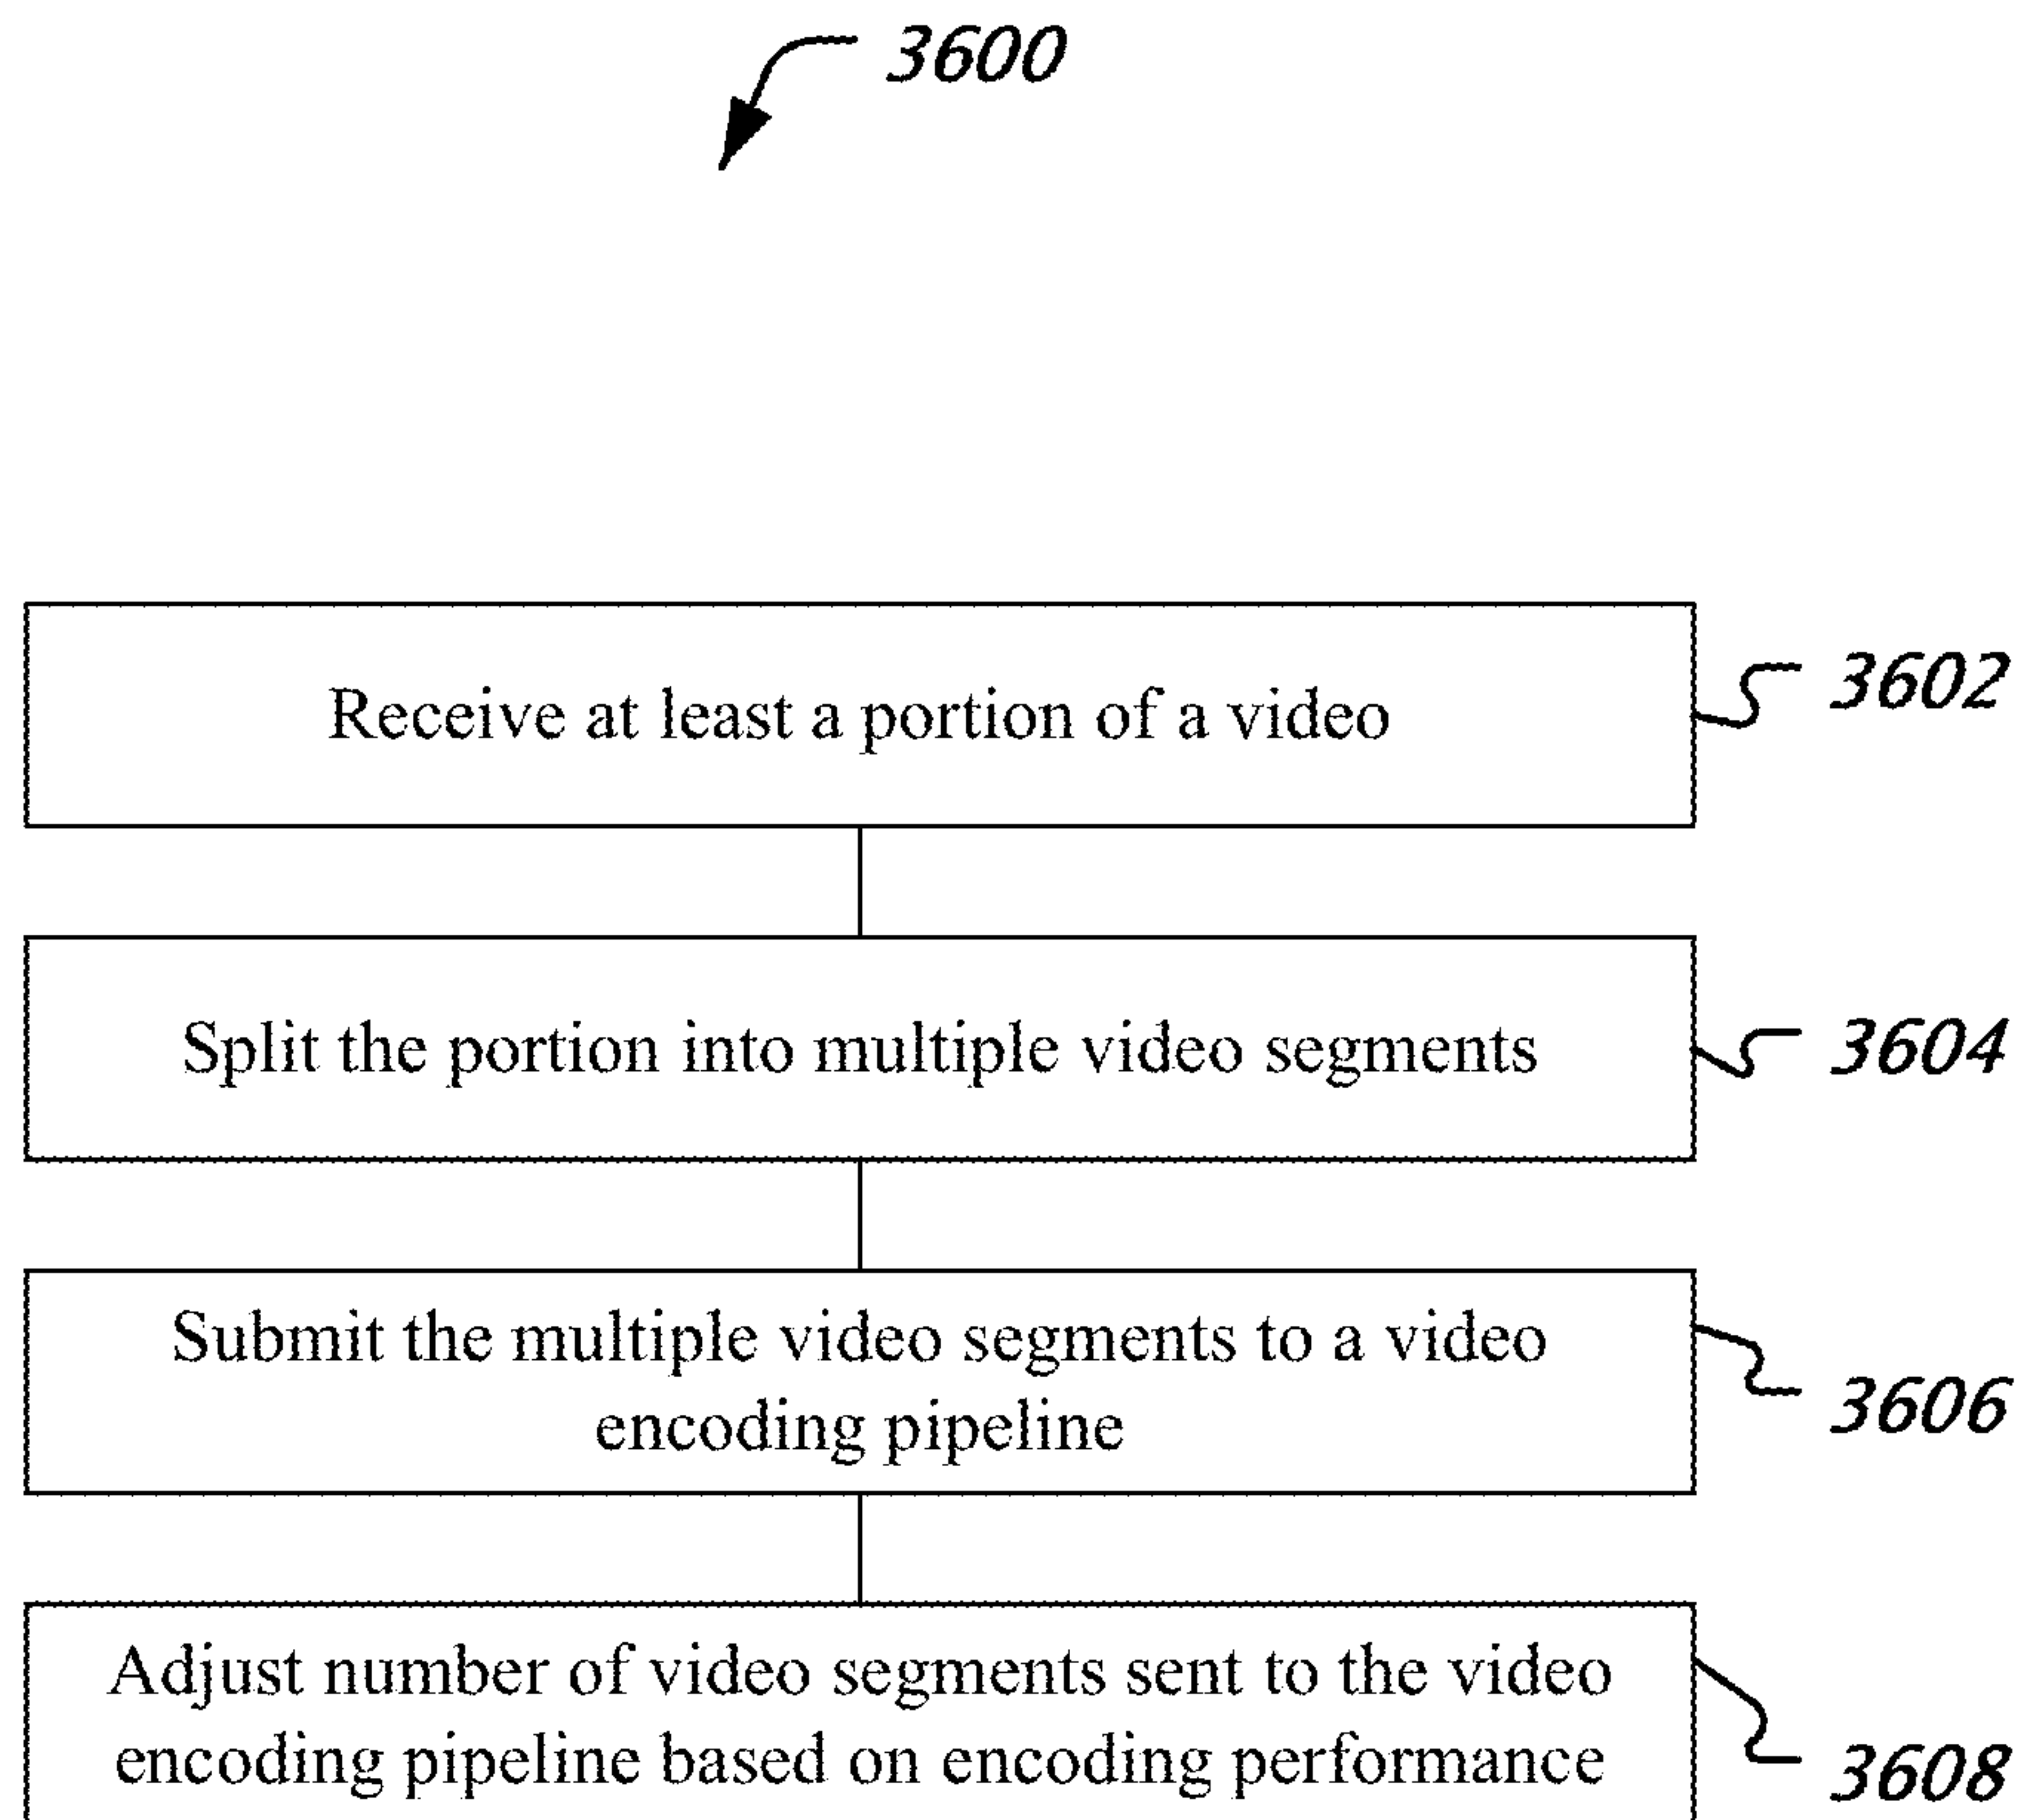 3600
Receive at least a portion of a video
3602
Split the portion into multiple video segments
3604
Submit the multiple video segments to a video
encoding pipeline
3606
Adjust number of video segments sent to the video
encoding pipeline based on encoding performance
3608